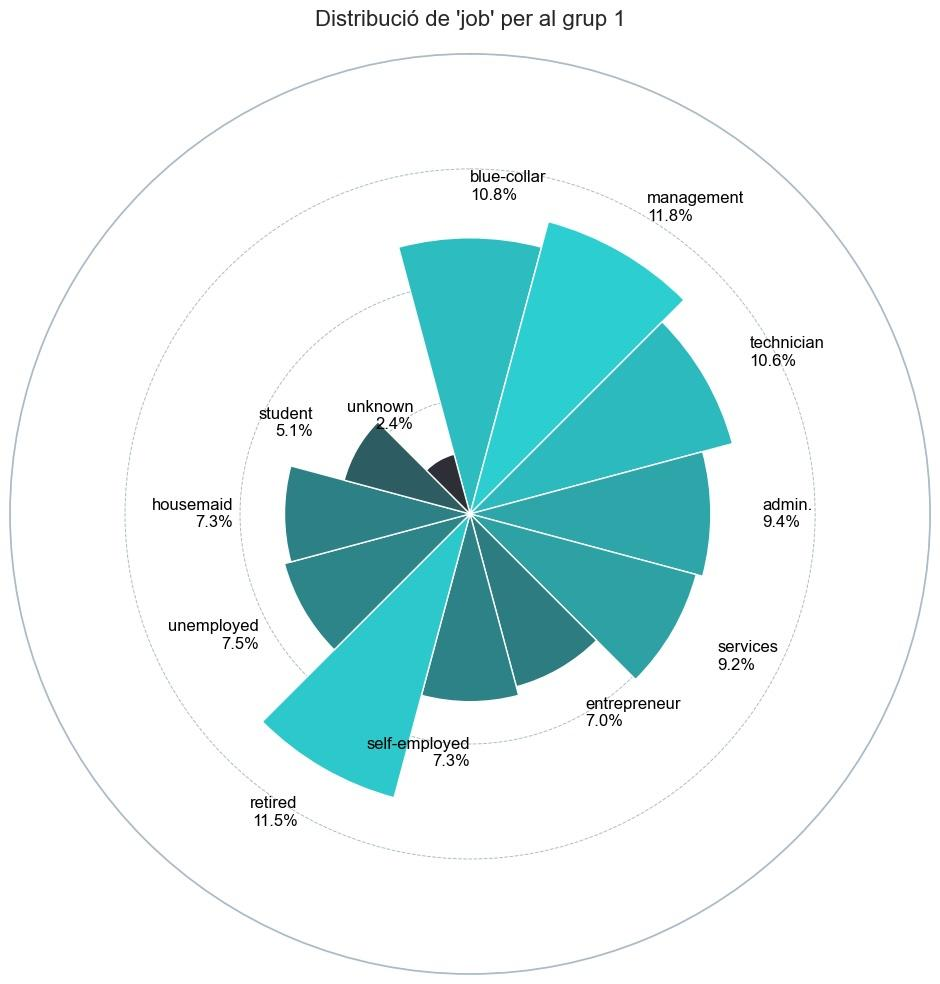 Distribució de 'job' per al grup 1
blue-collar
10.8%
management
11.8%
technician
10.6%
admin.
9.4%
services
9.2%
entrepreneur
7.0%
self-employed
7.3%
retired
11.5%
unemployed
7.5%
housemaid
7.3%
student
5.1%
unknown
2.4%